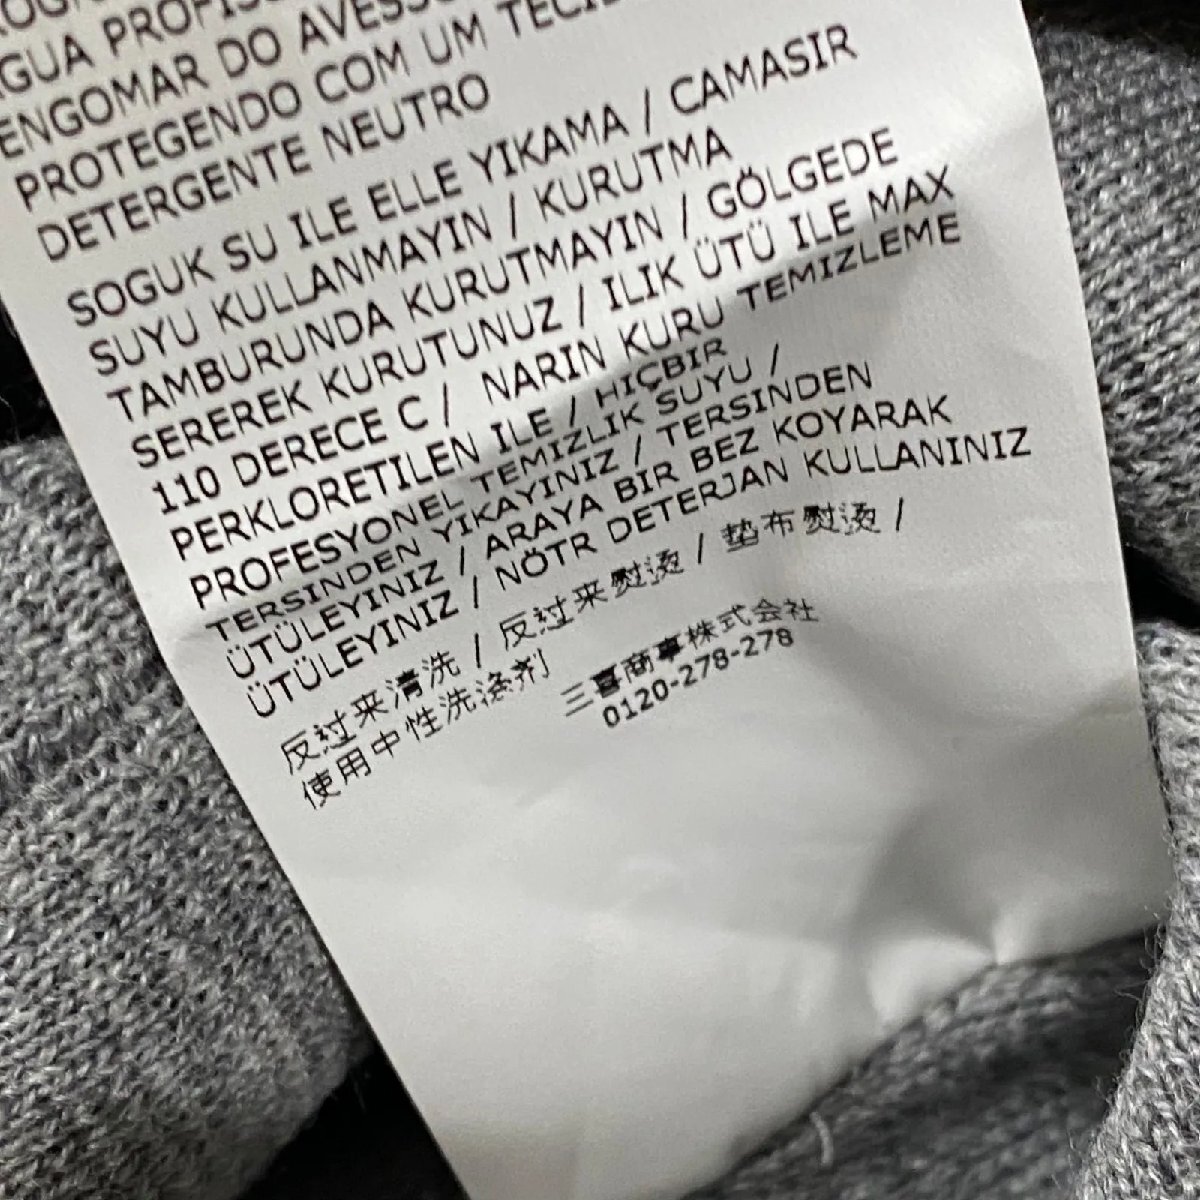 GUA PROFISS
ENGOMAR DO AVESSO
PROTEGENDO COM UM TECID
DETERGENTE NEUTRO
SOGUK SU ILE ELLE YIKAMA / CAMASIR
SUYU KULLANMAYIN / KURUTMA
TAMBURUNDA KURUTMAYIN / GÖLGEDE
SEREREK KURUTUNUZ / ILIK ÜTÜ ILE MAX
110 DERECE C / NARIN KURU TEMIZLEME
PERKLORETILEN ILE / HIÇBIR
PROFESYONEL TEMIZLIK SUYU /
TERSINDEN YIKAYINIZ / TERSINDEN
ÜTÜLEYINIZ / ARAYA BIR BEZ KOYARAK
ÜTÜLEYINIZ / NÖTR DETERJAN KULLANINIZ
反过来清洗 / 反过来熨烫 / 垫布熨烫 /
使用中性洗涤剂
三喜商事株式会社
0120-278-278